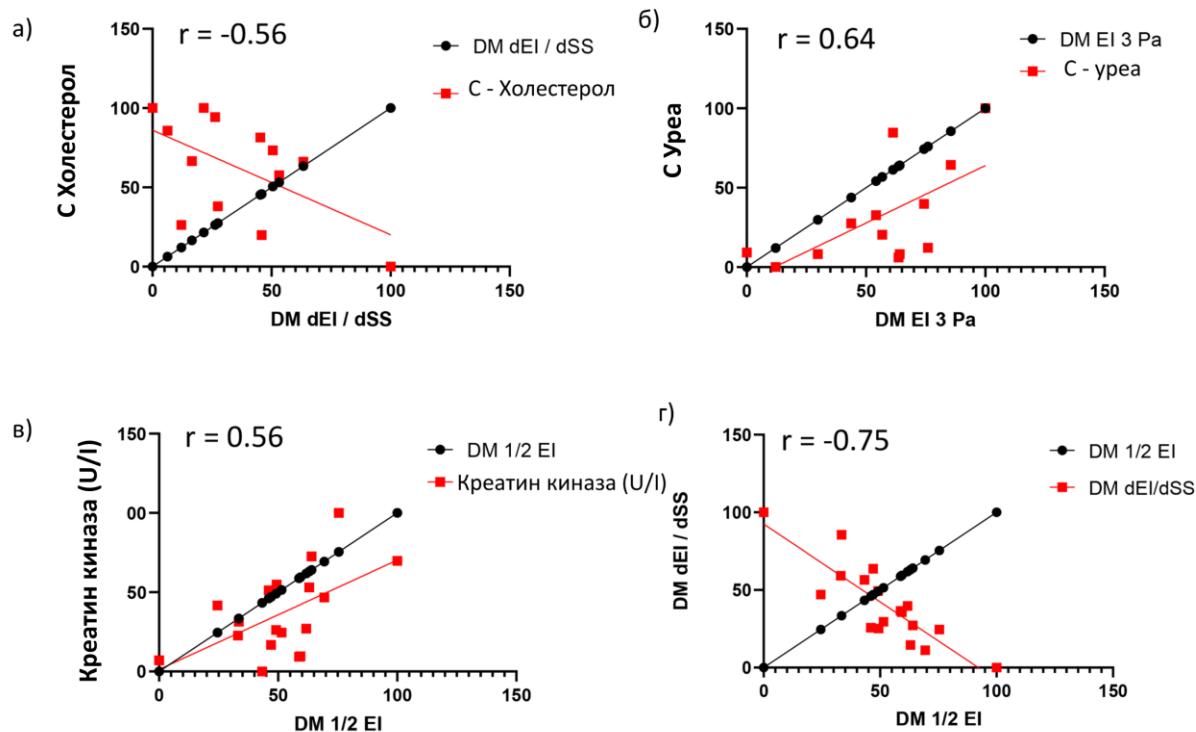 а)
r = -0.56
DM dEI / dSS
С - Холестерол
С Холестерол
150
100
50
0
0 50 100 150
DM dEI / dSS
б)
r = 0.64
DM EI 3 Pa
С - уреа
С Уреа
150
100
50
0
0 50 100 150
DM EI 3 Pa
в)
r = 0.56
DM 1/2 EI
Креатин киназа (U/I)
Креатин киназа (U/I)
150
00
50
0
0 50 100 150
DM 1/2 EI
г)
r = -0.75
DM 1/2 EI
DM dEI/dSS
DM dEI / dSS
150
100
50
0
0 50 100 150
DM 1/2 EI